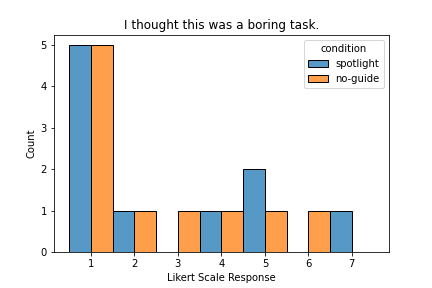 I thought this was a boring task.
condition
spotlight
no-guide
Count
5
4
3
2
1
0
1 2 3 4 5 6 7
Likert Scale Response